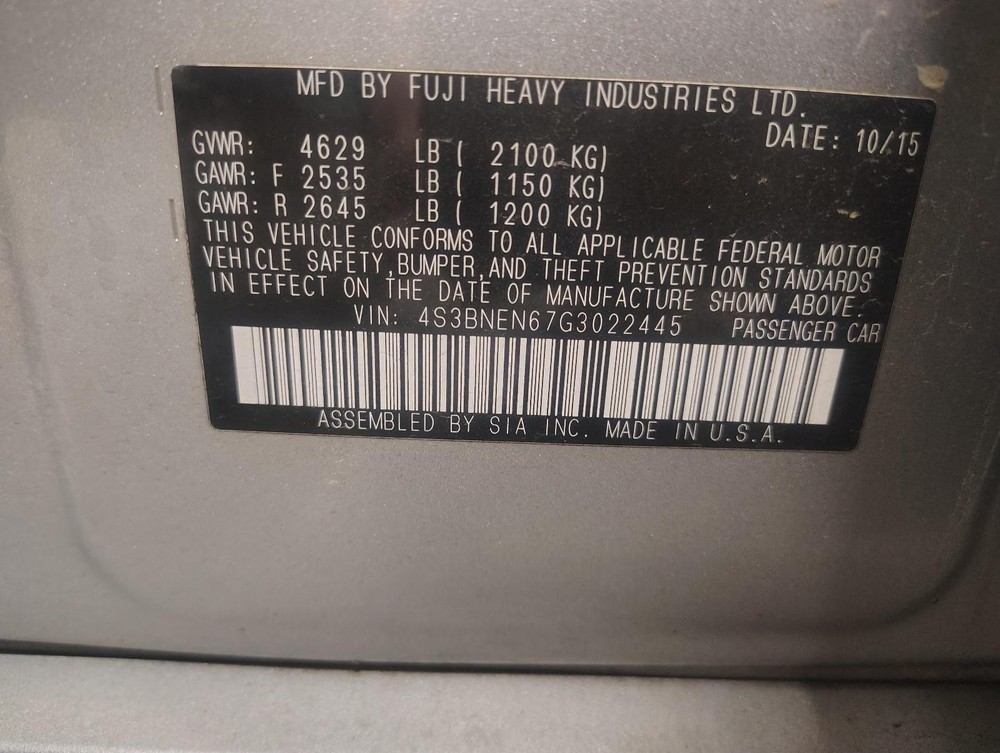 MFD BY FUJI HEAVY INDUSTRIES LTD.
DATE: 10/15
GVWR: 4629 LB ( 2100 KG)
GAWR: F 2535 LB ( 1150 KG)
GAWR: R 2645 LB ( 1200 KG)
THIS VEHICLE CONFORMS TO ALL APPLICABLE FEDERAL MOTOR
VEHICLE SAFETY,BUMPER,AND THEFT PREVENTION STANDARDS
IN EFFECT ON THE DATE OF MANUFACTURE SHOWN ABOVE.
VIN: 4S3BNEN67G3022445 PASSENGER CAR
ASSEMBLED BY SIA INC. MADE IN U.S.A.